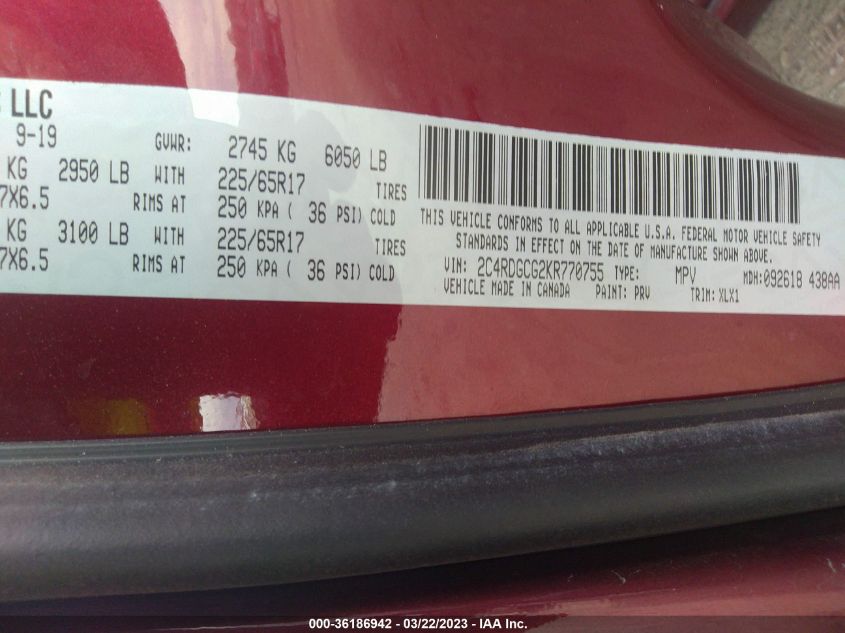 LLC
9-19 GVWR: 2745 KG 6050 LB
KG 2950 LB WITH 225/65R17 TIRES
7X6.5 RIMS AT 250 KPA ( 36 PSI) COLD
KG 3100 LB WITH 225/65R17 TIRES
7X6.5 RIMS AT 250 KPA ( 36 PSI) COLD
THIS VEHICLE CONFORMS TO ALL APPLICABLE U.S.A. FEDERAL MOTOR VEHICLE SAFETY
STANDARDS IN EFFECT ON THE DATE OF MANUFACTURE SHOWN ABOVE.
VIN: 2C4RDGCG2KR770755 TYPE: MPV MDH:092618 438AA
VEHICLE MADE IN CANADA PAINT: PRV TRIM: XLX1
000-36186942 - 03/22/2023 - IAA Inc.